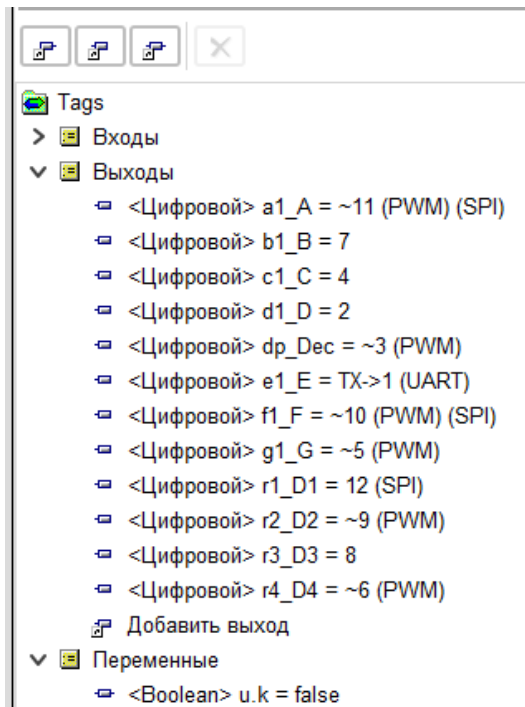 Tags
Входы
Выходы
<Цифровой> a1_A = ~11 (PWM) (SPI)
<Цифровой> b1_B = 7
<Цифровой> c1_C = 4
<Цифровой> d1_D = 2
<Цифровой> dp_Dec = ~3 (PWM)
<Цифровой> e1_E = TX->1 (UART)
<Цифровой> f1_F = ~10 (PWM) (SPI)
<Цифровой> g1_G = ~5 (PWM)
<Цифровой> r1_D1 = 12 (SPI)
<Цифровой> r2_D2 = ~9 (PWM)
<Цифровой> r3_D3 = 8
<Цифровой> r4_D4 = ~6 (PWM)
Добавить выход
Переменные
<Boolean> u.k = false